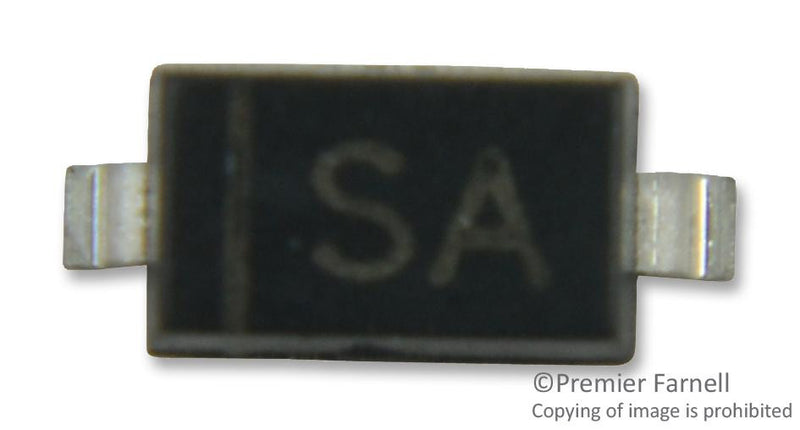 SA
©Premier Farnell
Copying of image is prohibited